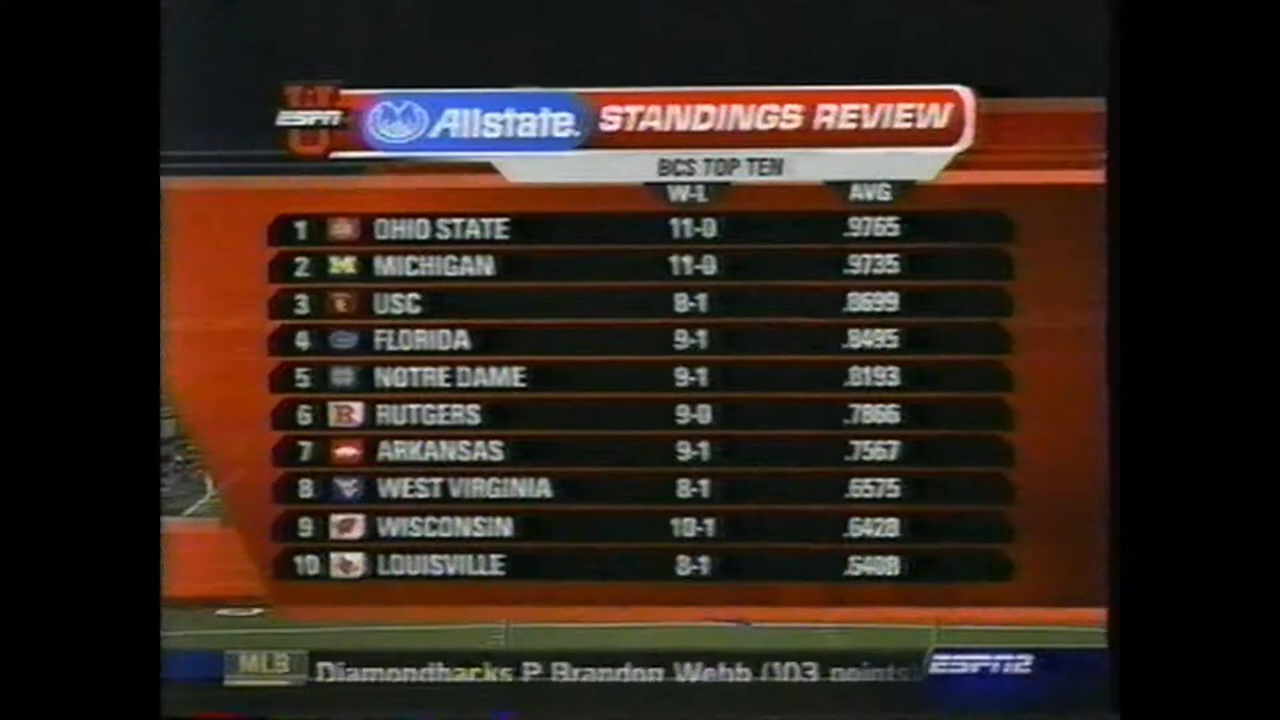 ESPN Allstate. STANDINGS REVIEW
BCS TOP TEN
W-L AVG
1 OHIO STATE 11-0 .9765
2 MICHIGAN 11-0 .9735
3 USC 8-1 .8699
4 FLORIDA 9-1 .8495
5 NOTRE DAME 9-1 .8193
6 RUTGERS 9-0 .7866
7 ARKANSAS 9-1 .7567
8 WEST VIRGINIA 8-1 .6575
9 WISCONSIN 10-1 .6428
10 LOUISVILLE 8-1 .6408
MLB Diamondbacks P Brandon Webb (103 points ESPN2